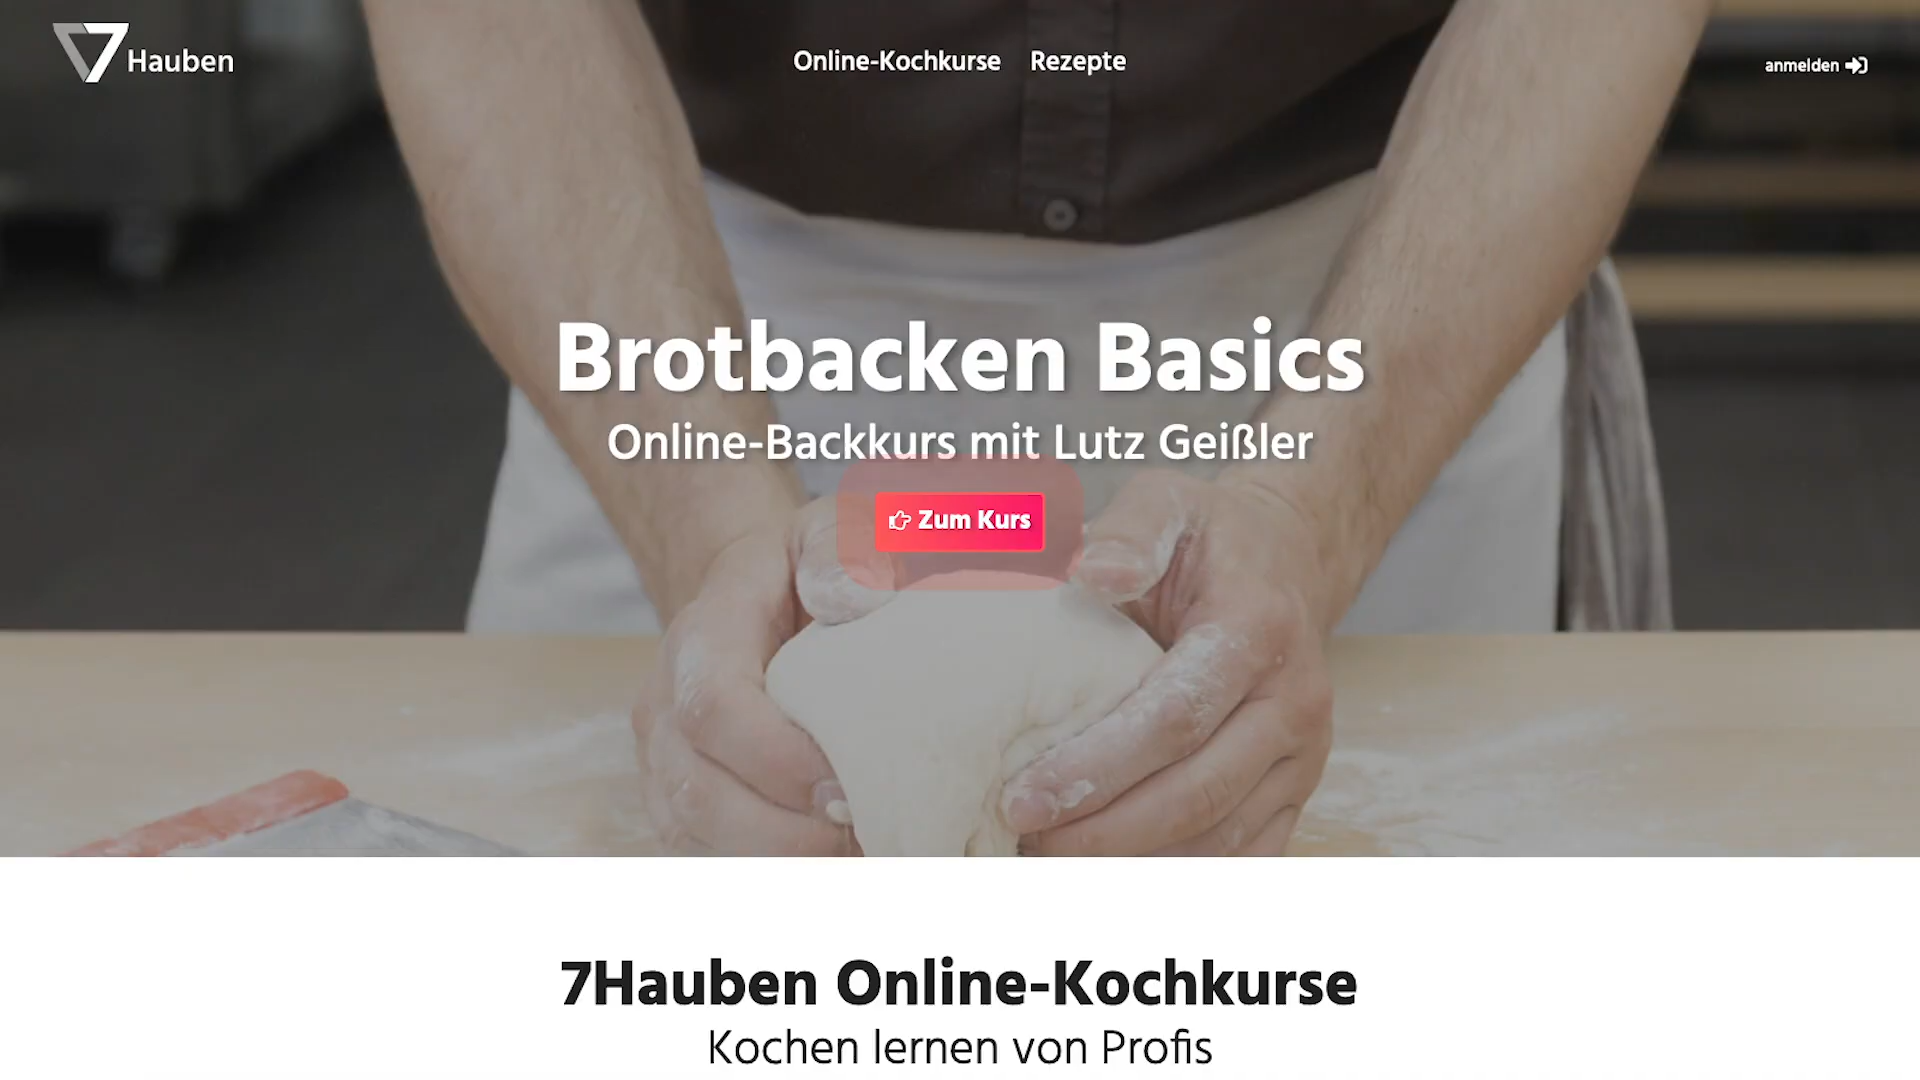 7Hauben
Online-Kochkurse
Rezepte
anmelden
Brotbacken Basics
Online-Backkurs mit Lutz Geißler
Zum Kurs
7Hauben Online-Kochkurse
Kochen lernen von Profis